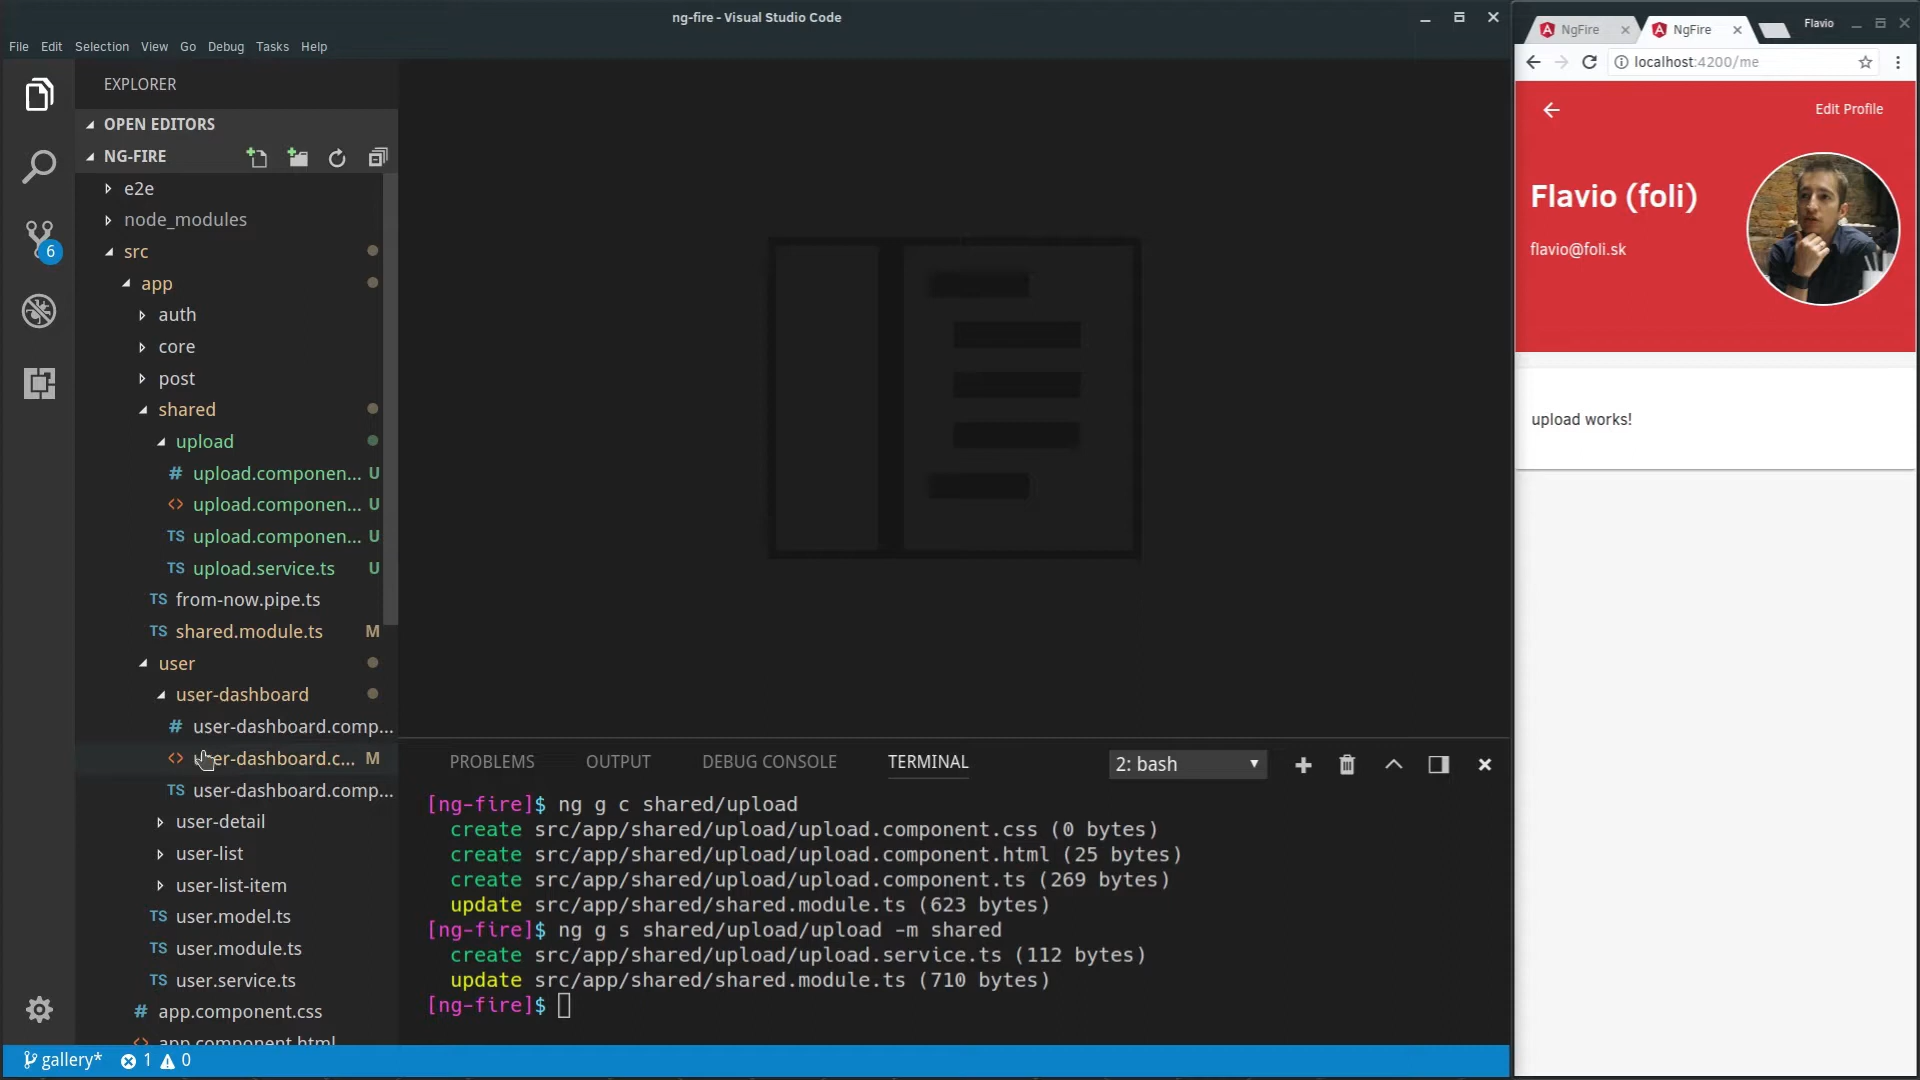 ng-fire - Visual Studio Code
File Edit Selection View Go Debug Tasks Help
EXPLORER
OPEN EDITORS
NG-FIRE
e2e
node_modules
src
app
auth
core
post
shared
upload
# upload.componen... U
<> upload.componen... U
TS upload.componen... U
TS upload.service.ts U
TS from-now.pipe.ts
TS shared.module.ts M
user
user-dashboard
# user-dashboard.comp...
<> user-dashboard.c... M
TS user-dashboard.comp...
user-detail
user-list
user-list-item
TS user.model.ts
TS user.module.ts
TS user.service.ts
# app.component.css
<> app.component.html
6
PROBLEMS OUTPUT DEBUG CONSOLE TERMINAL 2: bash
[ng-fire]$ ng g c shared/upload
create src/app/shared/upload/upload.component.css (0 bytes)
create src/app/shared/upload/upload.component.html (25 bytes)
create src/app/shared/upload/upload.component.ts (269 bytes)
update src/app/shared/shared.module.ts (623 bytes)
[ng-fire]$ ng g s shared/upload/upload -m shared
create src/app/shared/upload/upload.service.ts (112 bytes)
update src/app/shared/shared.module.ts (710 bytes)
[ng-fire]$
gallery* 1 0
NgFire NgFire Flavio
localhost:4200/me
Edit Profile
Flavio (foli)
flavio@foli.sk
upload works!